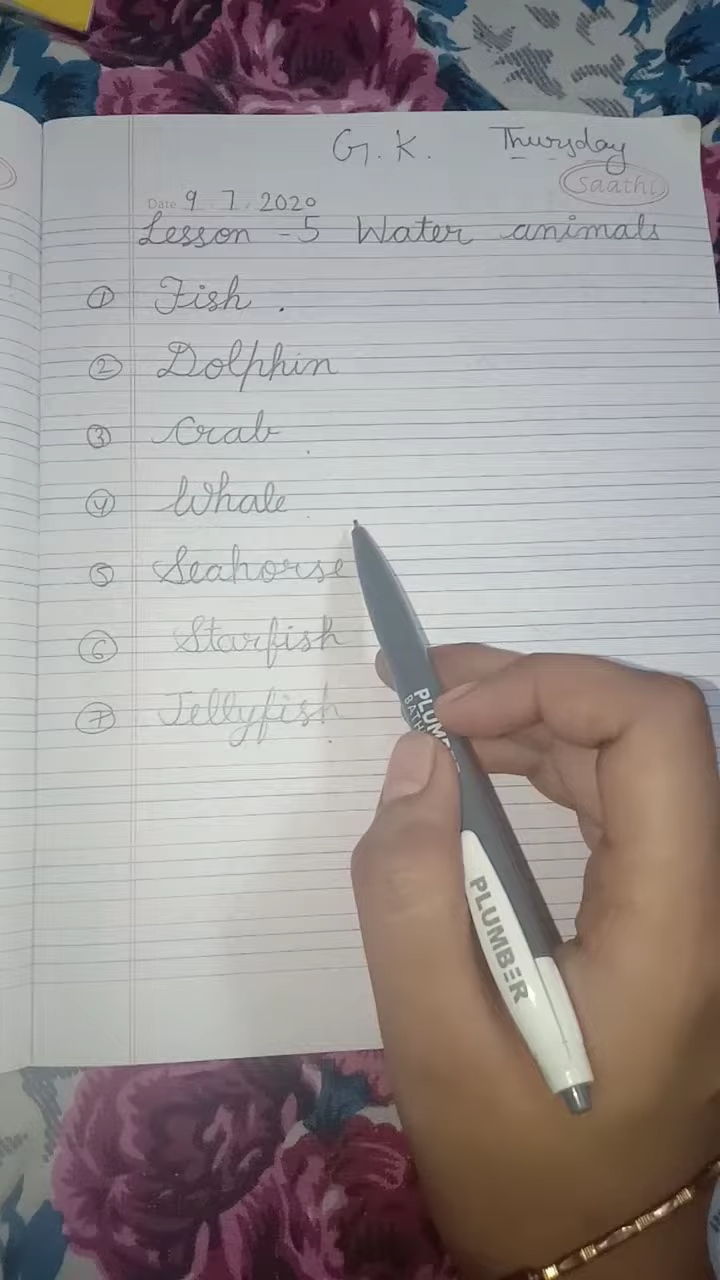 G.K. Thursday
saathi
Date 9.7.2020
Lesson -5 Water animals
① Fish.
② Dolphin
③ Crab
④ Whale
⑤ Seahorse
⑥ Starfish
⑦ Jellyfish
PLUMBER
BATH
PLUMBER